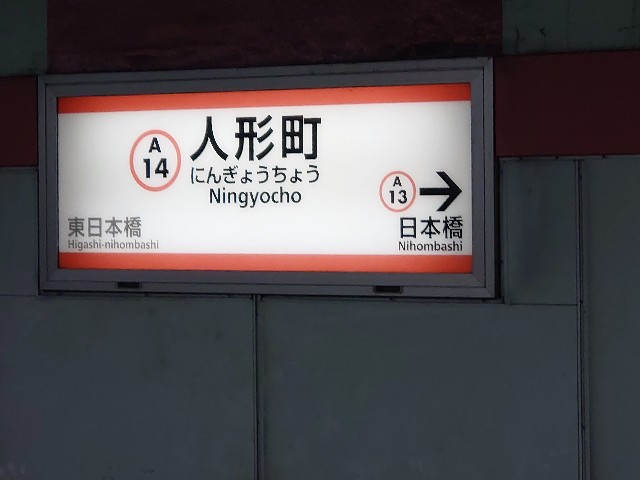 A
14
人形町
にんぎょうちょう
Ningyocho
A
13
東日本橋
Higashi-nihombashi
日本橋
Nihombashi